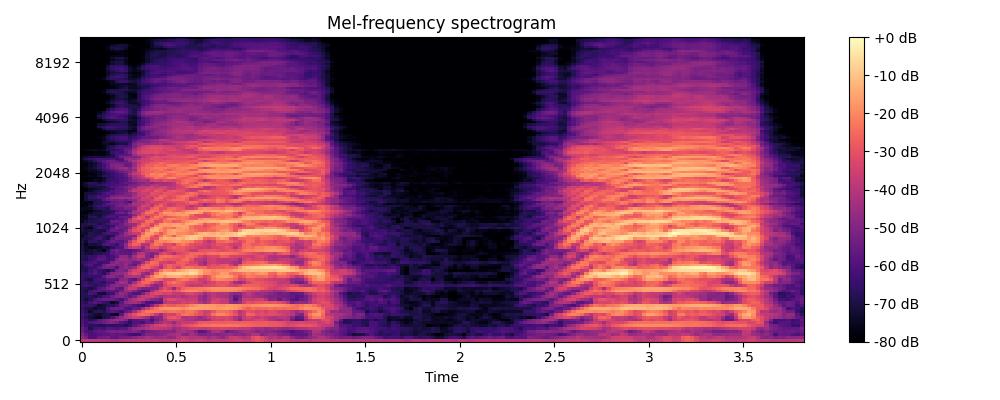 Mel-frequency spectrogram
8192
4096
2048
1024
512
0
Hz
0 0.5 1 1.5 2 2.5 3 3.5
Time
+0 dB
-10 dB
-20 dB
-30 dB
-40 dB
-50 dB
-60 dB
-70 dB
-80 dB